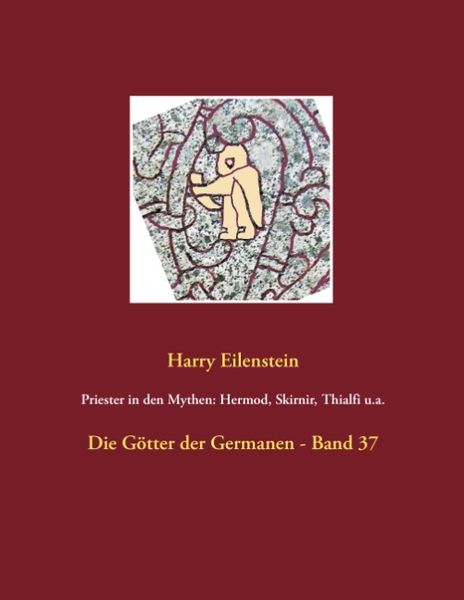 Harry Eilenstein
Priester in den Mythen: Hermod, Skirnir, Thialfi u.a.
Die Götter der Germanen - Band 37